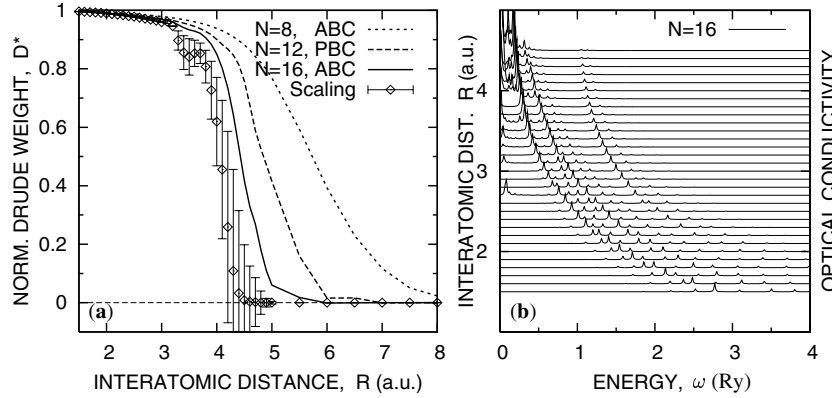 NORM. DRUDE WEIGHT, D*
1
0.8
0.6
0.4
0.2
0
N=8, ABC
N=12, PBC
N=16, ABC
Scaling
(a)
2 3 4 5 6 7 8
INTERATOMIC DISTANCE, R (a.u.)
INTERATOMIC DIST. R (a.u.)
4
3
2
N=16
(b)
0 1 2 3 4
ENERGY, ω (Ry)
OPTICAL CONDUCTIVITY